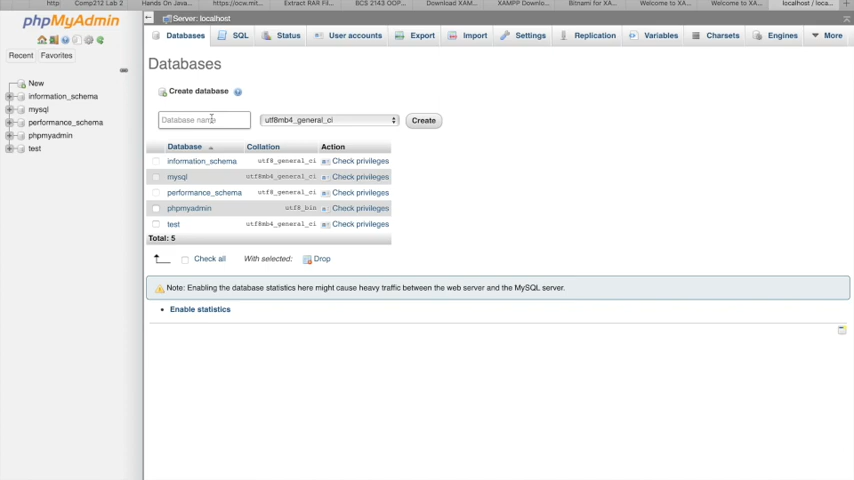 http: Comp212 Lab 2 Hands On Java... https://ocw.mit... Extract RAR Fil... BCS 2143 OOP... Download XAM... XAMPP Downlo... Bitnami for XAM... Welcome to XA... Welcome to XA... localhost / loca...
phpMyAdmin
Server: localhost
Databases SQL Status User accounts Export Import Settings Replication Variables Charsets Engines More
Recent Favorites
New
information_schema
mysql
performance_schema
phpmyadmin
test
Databases
Create database
Database name utf8mb4_general_ci Create
Database Collation Action
information_schema utf8_general_ci Check privileges
mysql utf8mb4_general_ci Check privileges
performance_schema utf8_general_ci Check privileges
phpmyadmin utf8_bin Check privileges
test utf8mb4_general_ci Check privileges
Total: 5
Check all With selected: Drop
Note: Enabling the database statistics here might cause heavy traffic between the web server and the MySQL server.
Enable statistics